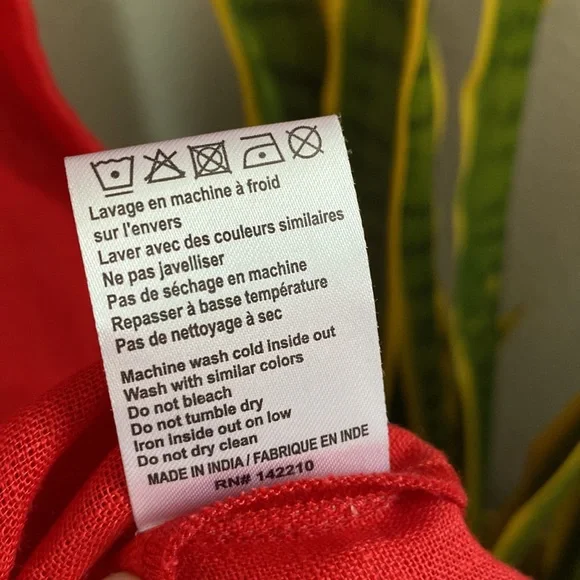 Lavage en machine à froid
sur l'envers
Laver avec des couleurs similaires
Ne pas javelliser
Pas de séchage en machine
Repasser à basse température
Pas de nettoyage à sec
Machine wash cold inside out
Wash with similar colors
Do not bleach
Do not tumble dry
Iron inside out on low
Do not dry clean
MADE IN INDIA / FABRIQUE EN INDE
RN# 142210